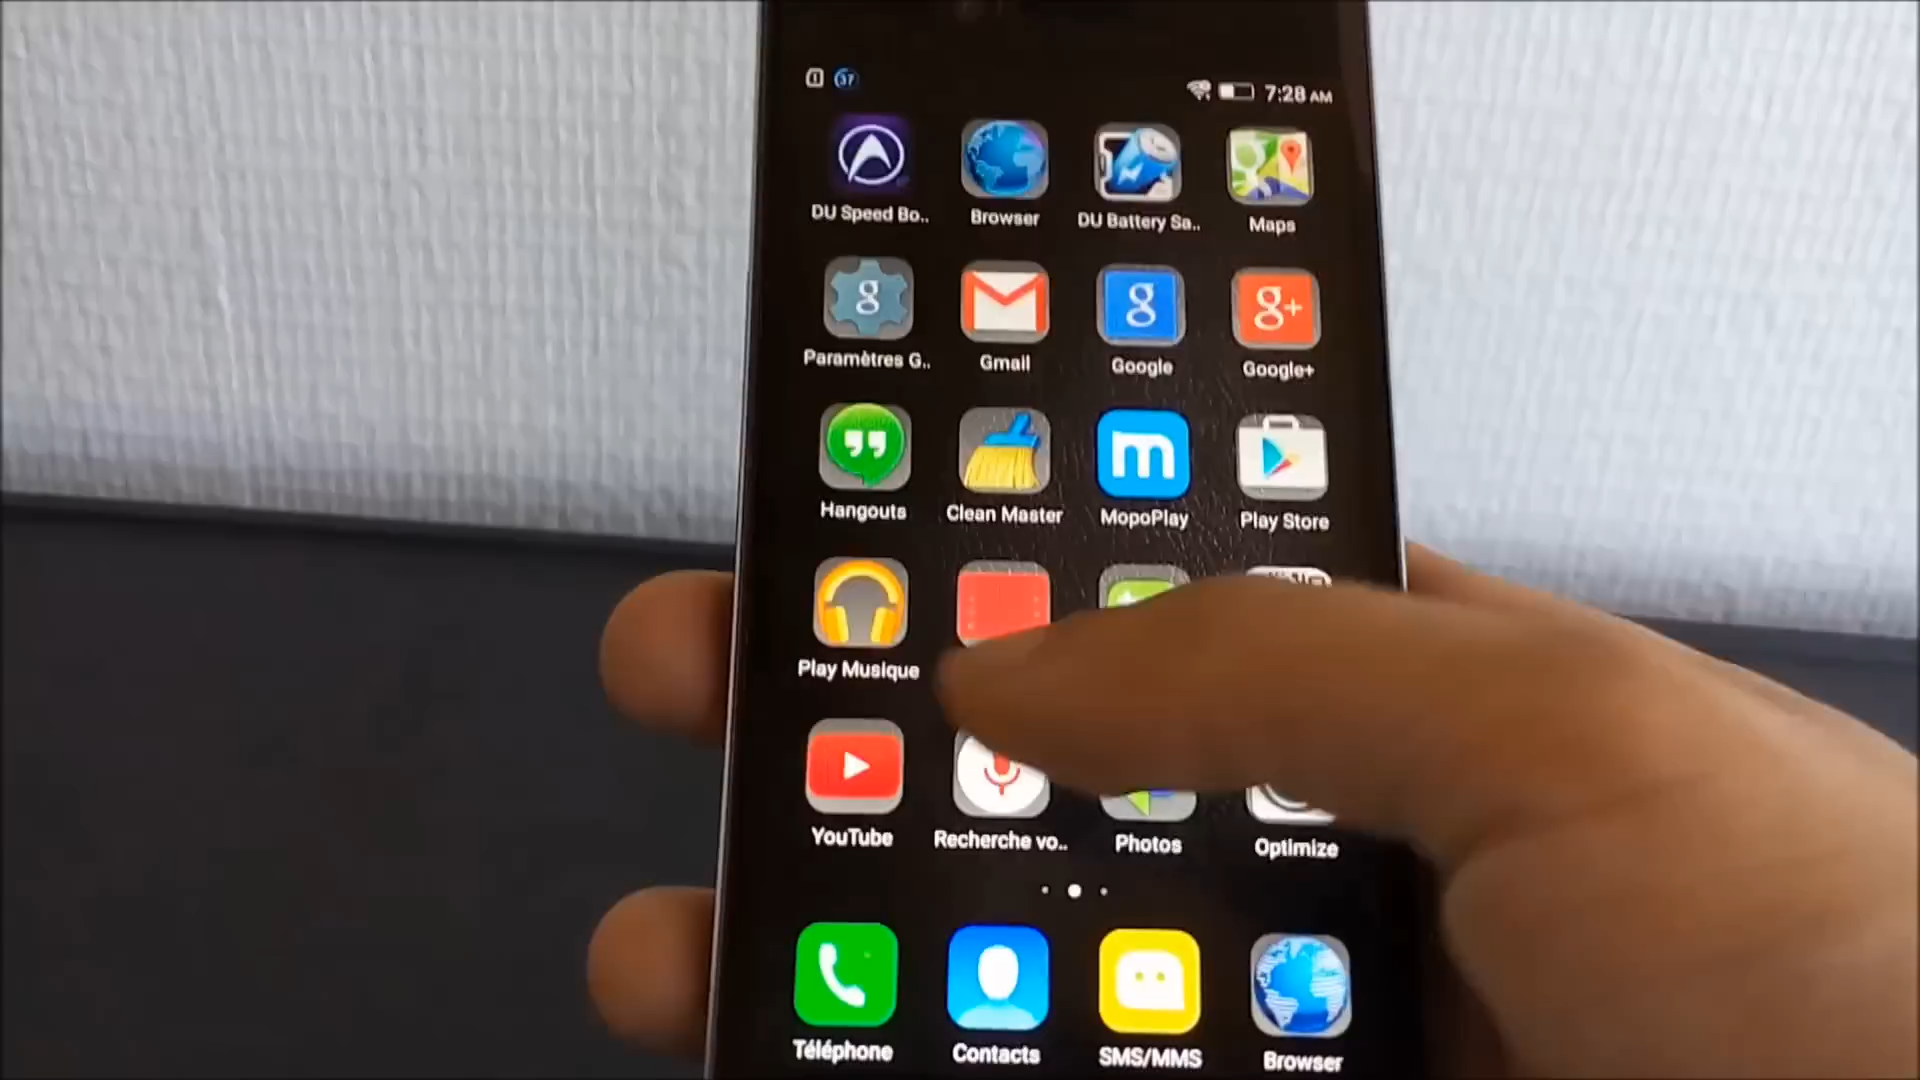 37
7:28 AM
DU Speed Bo..
Browser
DU Battery Sa..
Maps
g
g
g+
Paramètres G..
Gmail
Google
Google+
m
Hangouts
Clean Master
MopoPlay
Play Store
Play Musique
YouTube
Recherche vo..
Photos
Optimize
Téléphone
Contacts
SMS/MMS
Browser